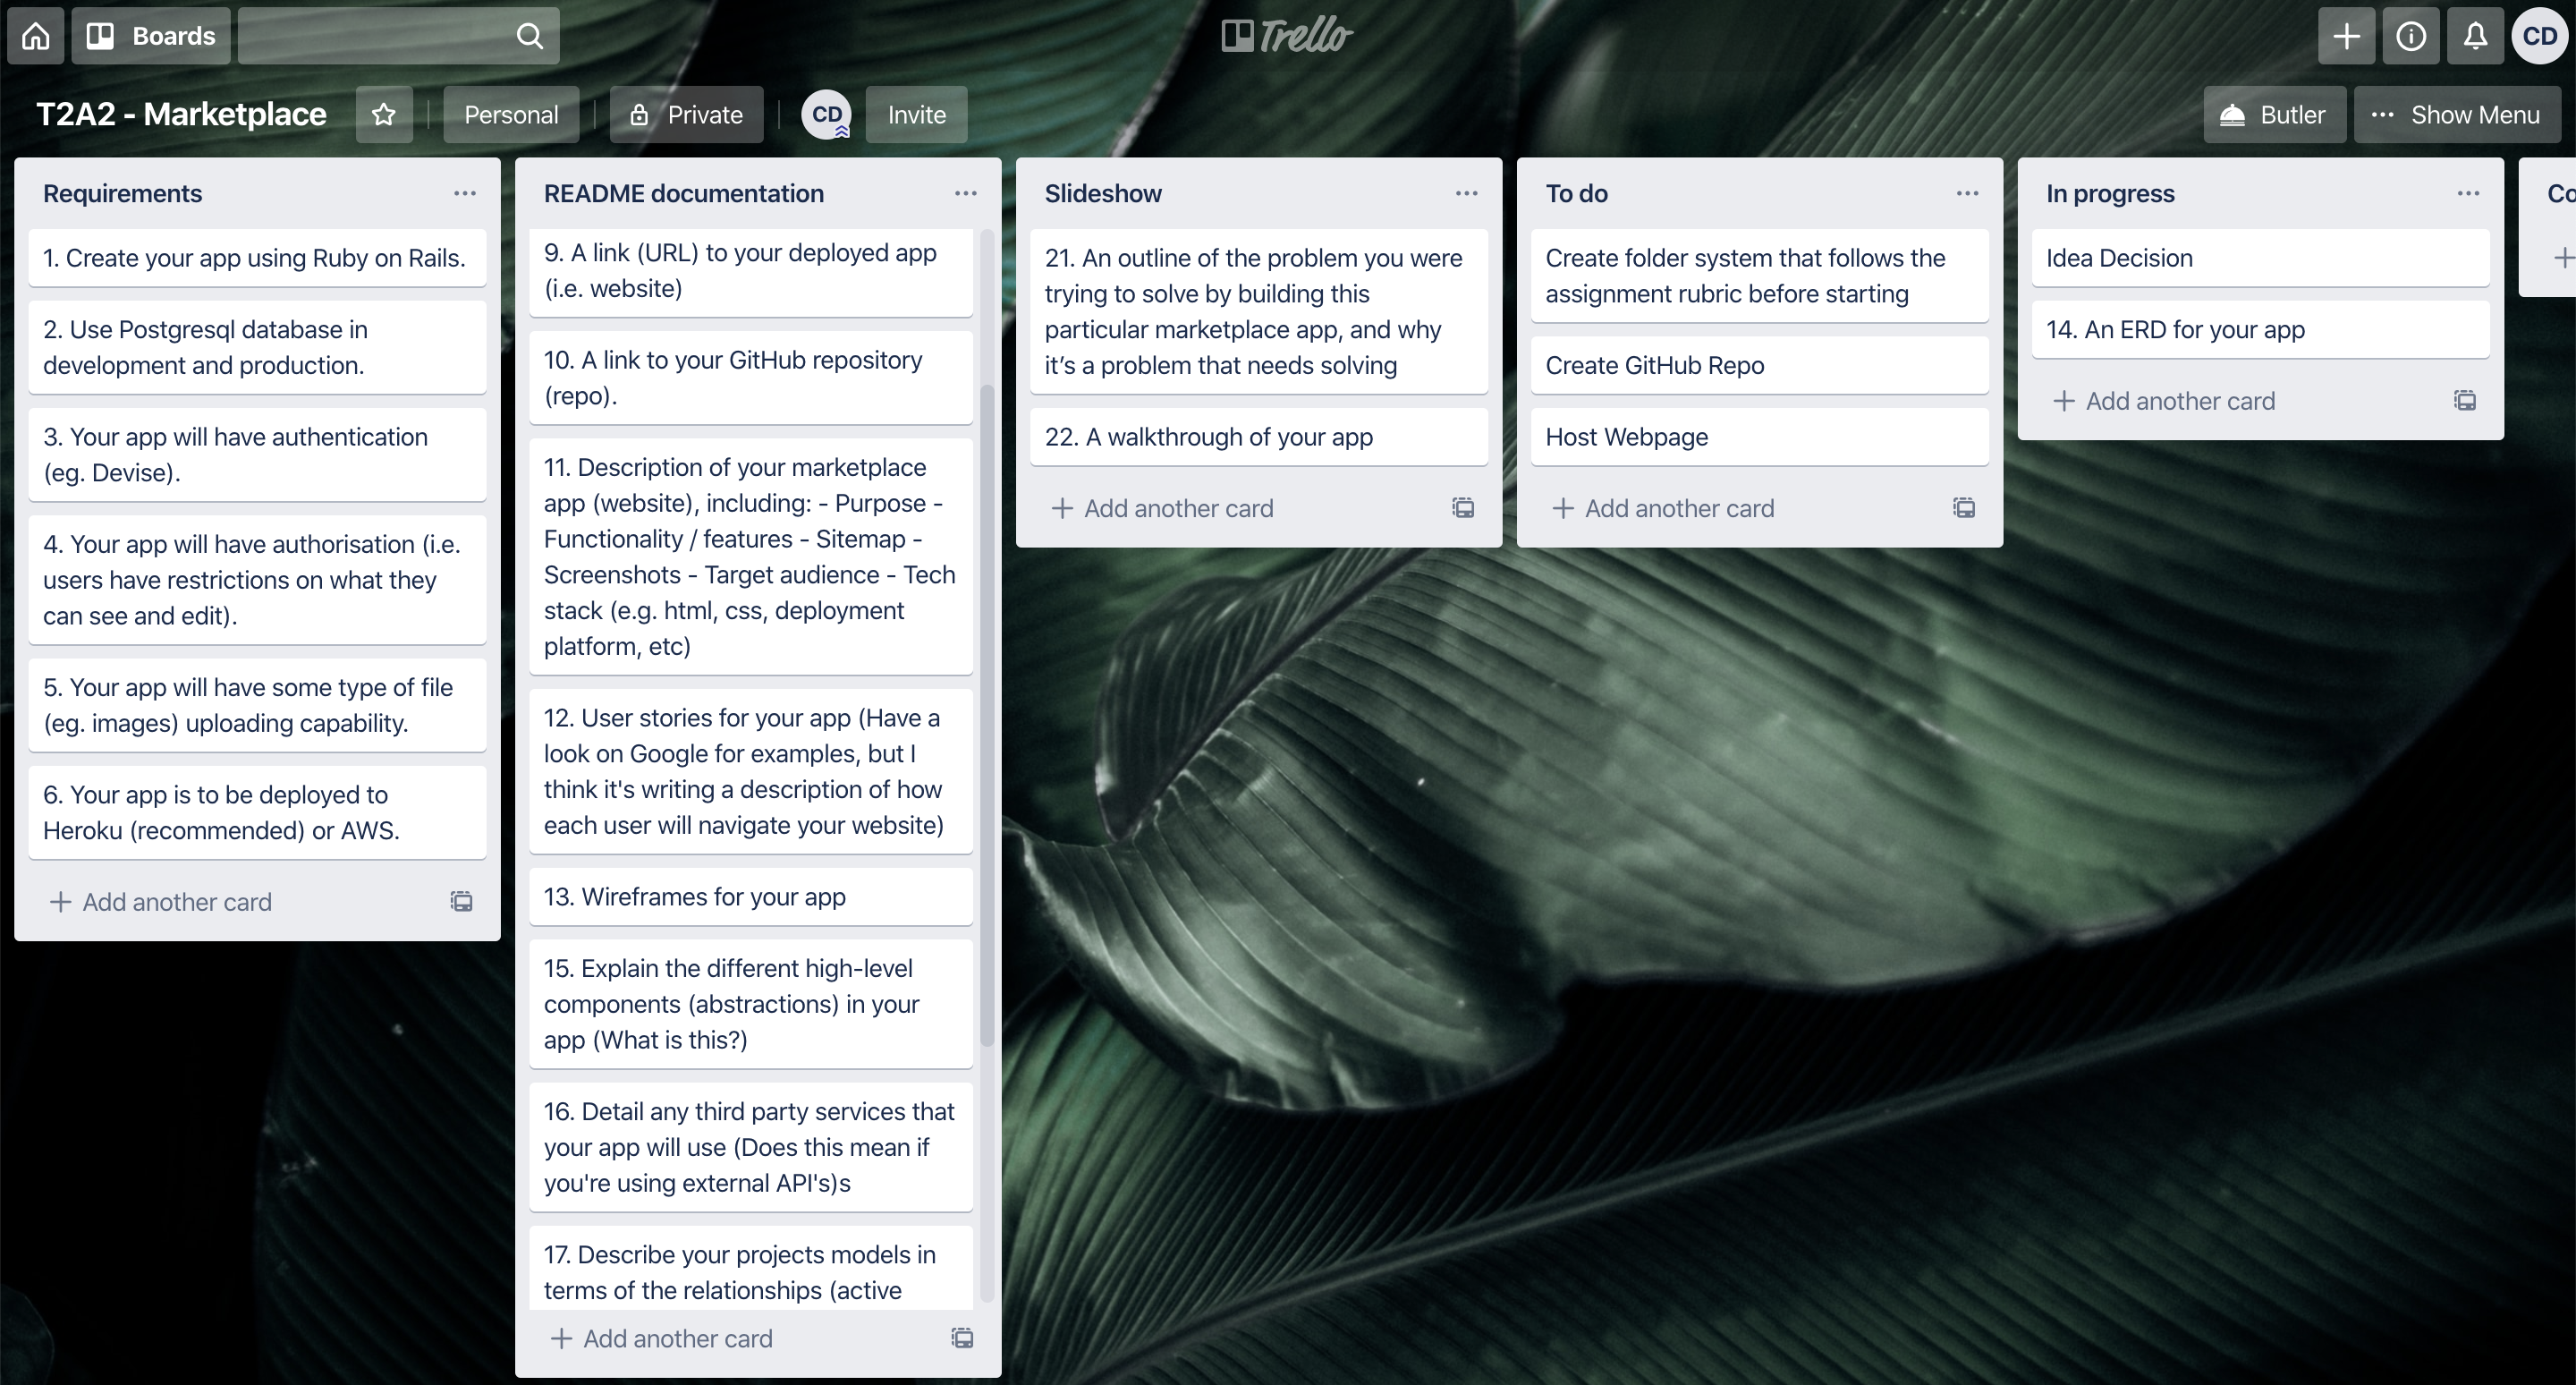 Boards
Trello
CD
T2A2 - Marketplace
Personal
Private
CD
Invite
Butler
Show Menu
Requirements
1. Create your app using Ruby on Rails.
2. Use Postgresql database in
development and production.
3. Your app will have authentication
(eg. Devise).
4. Your app will have authorisation (i.e.
users have restrictions on what they
can see and edit).
5. Your app will have some type of file
(eg. images) uploading capability.
6. Your app is to be deployed to
Heroku (recommended) or AWS.
Add another card
README documentation
9. A link (URL) to your deployed app
(i.e. website)
10. A link to your GitHub repository
(repo).
11. Description of your marketplace
app (website), including: - Purpose -
Functionality / features - Sitemap -
Screenshots - Target audience - Tech
stack (e.g. html, css, deployment
platform, etc)
12. User stories for your app (Have a
look on Google for examples, but I
think it's writing a description of how
each user will navigate your website)
13. Wireframes for your app
15. Explain the different high-level
components (abstractions) in your
app (What is this?)
16. Detail any third party services that
your app will use (Does this mean if
you're using external API's)s
17. Describe your projects models in
terms of the relationships (active
Add another card
Slideshow
21. An outline of the problem you were
trying to solve by building this
particular marketplace app, and why
it’s a problem that needs solving
22. A walkthrough of your app
Add another card
To do
Create folder system that follows the
assignment rubric before starting
Create GitHub Repo
Host Webpage
Add another card
In progress
Idea Decision
14. An ERD for your app
Add another card
Co